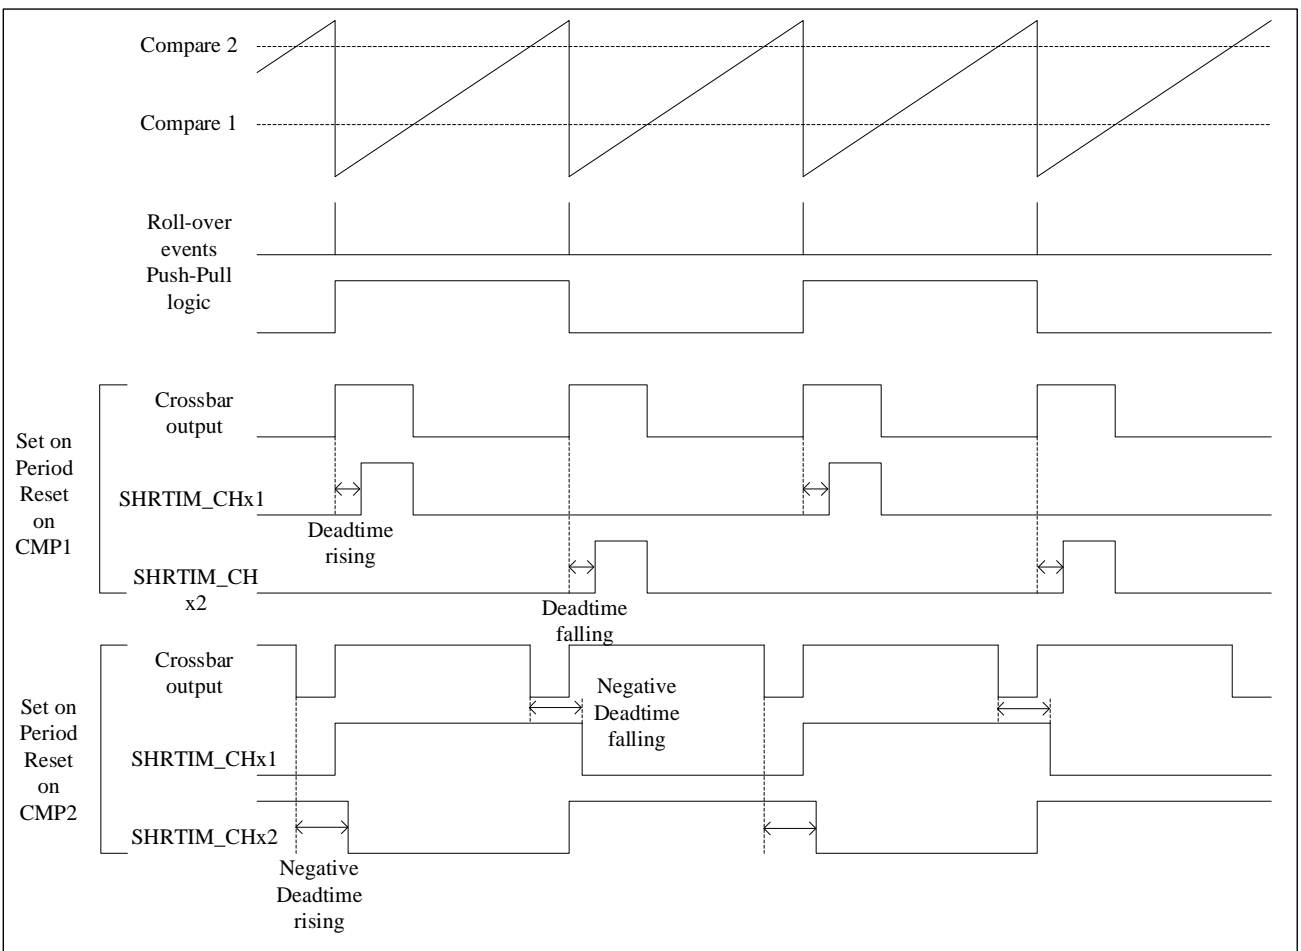 Compare 2
Compare 1
Roll-over
events
Push-Pull
logic
Set on
Period
Reset
on
CMP1
Crossbar
output
SHRTIM_CHx1
Deadtime
rising
SHRTIM_CH
x2
Deadtime
falling
Set on
Period
Reset
on
CMP2
Crossbar
output
Negative
Deadtime
falling
SHRTIM_CHx1
SHRTIM_CHx2
Negative
Deadtime
rising